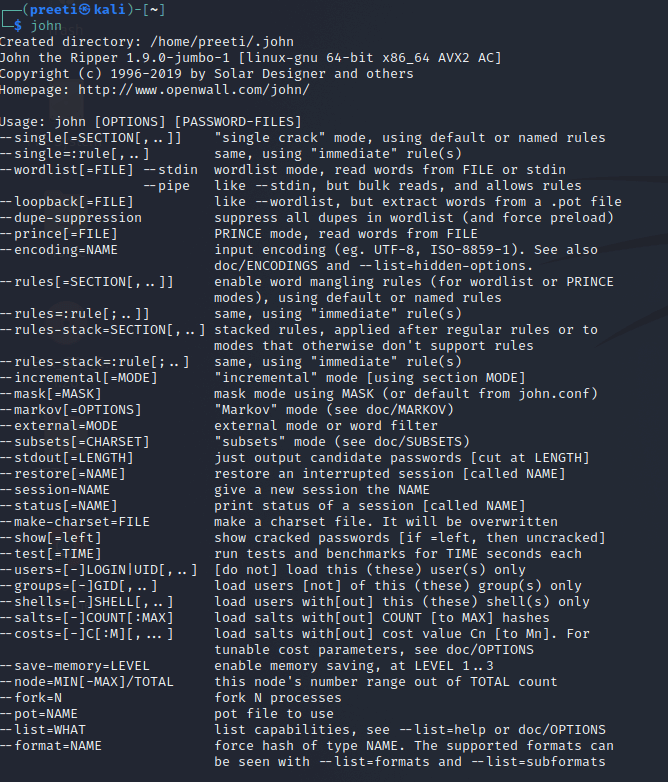 ┌──(preeti㉿kali)-[~]
└─$ john
Created directory: /home/preeti/.john
John the Ripper 1.9.0-jumbo-1 [linux-gnu 64-bit x86_64 AVX2 AC]
Copyright (c) 1996-2019 by Solar Designer and others
Homepage: http://www.openwall.com/john/

Usage: john [OPTIONS] [PASSWORD-FILES]
--single[=SECTION[,..]]    "single crack" mode, using default or named rules
--single=:rule[,..]        same, using "immediate" rule(s)
--wordlist[=FILE] --stdin  wordlist mode, read words from FILE or stdin
                  --pipe   like --stdin, but bulk reads, and allows rules
--loopback[=FILE]          like --wordlist, but extract words from a .pot file
--dupe-suppression         suppress all dupes in wordlist (and force preload)
--prince[=FILE]            PRINCE mode, read words from FILE
--encoding=NAME            input encoding (eg. UTF-8, ISO-8859-1). See also
                           doc/ENCODINGS and --list=hidden-options.
--rules[=SECTION[,..]]     enable word mangling rules (for wordlist or PRINCE
                           modes), using default or named rules
--rules=:rule[;..]]        same, using "immediate" rule(s)
--rules-stack=SECTION[,..] stacked rules, applied after regular rules or to
                           modes that otherwise don't support rules
--rules-stack=:rule[;..]   same, using "immediate" rule(s)
--incremental[=MODE]       "incremental" mode [using section MODE]
--mask[=MASK]              mask mode using MASK (or default from john.conf)
--markov[=OPTIONS]         "Markov" mode (see doc/MARKOV)
--external=MODE            external mode or word filter
--subsets[=CHARSET]        "subsets" mode (see doc/SUBSETS)
--stdout[=LENGTH]          just output candidate passwords [cut at LENGTH]
--restore[=NAME]           restore an interrupted session [called NAME]
--session=NAME             give a new session the NAME
--status[=NAME]            print status of a session [called NAME]
--make-charset=FILE        make a charset file. It will be overwritten
--show[=left]              show cracked passwords [if =left, then uncracked]
--test[=TIME]              run tests and benchmarks for TIME seconds each
--users=[-]LOGIN|UID[,..]  [do not] load this (these) user(s) only
--groups=[-]GID[,..]       load users [not] of this (these) group(s) only
--shells=[-]SHELL[,..]     load users with[out] this (these) shell(s) only
--salts=[-]COUNT[:MAX]     load salts with[out] COUNT [to MAX] hashes
--costs=[-]C[:M][,...]     load salts with[out] cost value Cn [to Mn]. For
                           tunable cost parameters, see doc/OPTIONS
--save-memory=LEVEL        enable memory saving, at LEVEL 1..3
--node=MIN[-MAX]/TOTAL     this node's number range out of TOTAL count
--fork=N                   fork N processes
--pot=NAME                 pot file to use
--list=WHAT                list capabilities, see --list=help or doc/OPTIONS
--format=NAME              force hash of type NAME. The supported formats can
                           be seen with --list=formats and --list=subformats